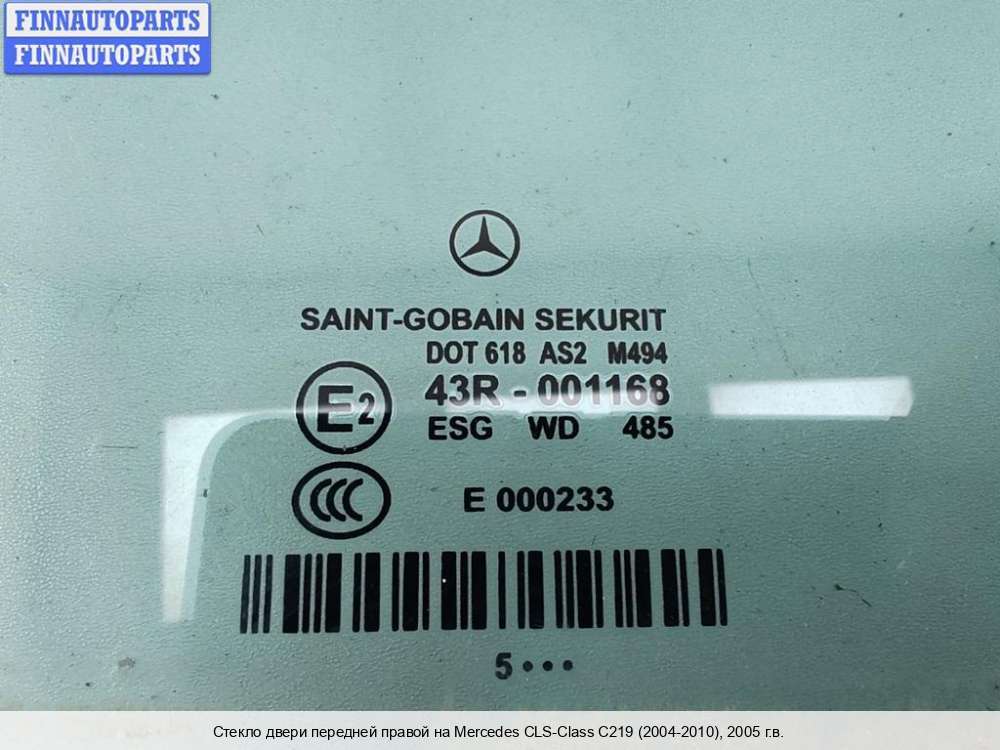 FINNAUTOPARTS
FINNAUTOPARTS
SAINT-GOBAIN SEKURIT
DOT 618 AS2 M494
E2 43R - 001168
ESG WD 485
CCC E 000233
5•••
Стекло двери передней правой на Mercedes CLS-Class C219 (2004-2010), 2005 г.в.